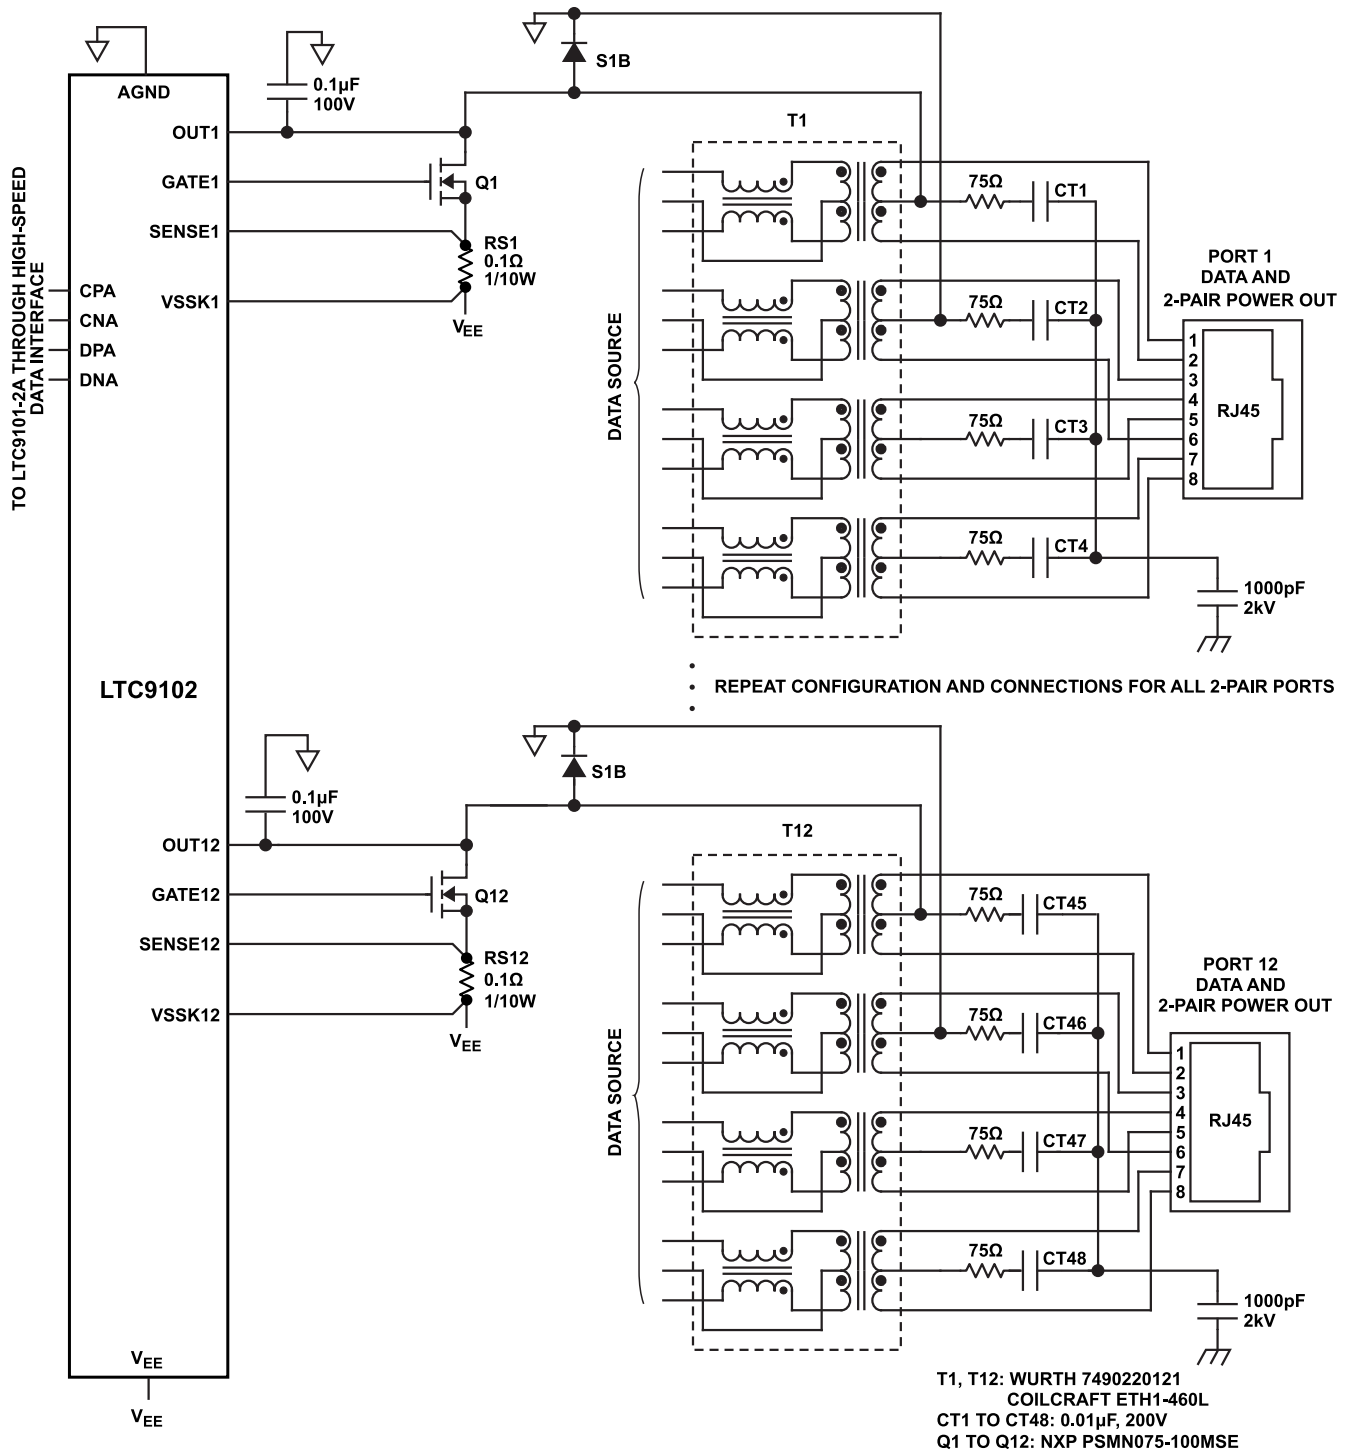 AGND
0.1µF
100V
S1B
OUT1
GATE1
Q1
SENSE1
RS1
0.1Ω
1/10W
VSSK1
VEE
TO LTC9101-2A THROUGH HIGH-SPEED
DATA INTERFACE
CPA
CNA
DPA
DNA
T1
DATA SOURCE
75Ω
CT1
75Ω
CT2
75Ω
CT3
75Ω
CT4
PORT 1
DATA AND
2-PAIR POWER OUT
1
2
3
4
5
6
7
8
RJ45
1000pF
2kV
LTC9102
REPEAT CONFIGURATION AND CONNECTIONS FOR ALL 2-PAIR PORTS
0.1µF
100V
S1B
OUT12
GATE12
Q12
SENSE12
RS12
0.1Ω
1/10W
VSSK12
VEE
T12
DATA SOURCE
75Ω
CT45
75Ω
CT46
75Ω
CT47
75Ω
CT48
PORT 12
DATA AND
2-PAIR POWER OUT
1
2
3
4
5
6
7
8
RJ45
1000pF
2kV
VEE
VEE
T1, T12: WURTH 7490220121
COILCRAFT ETH1-460L
CT1 TO CT48: 0.01µF, 200V
Q1 TO Q12: NXP PSMN075-100MSE